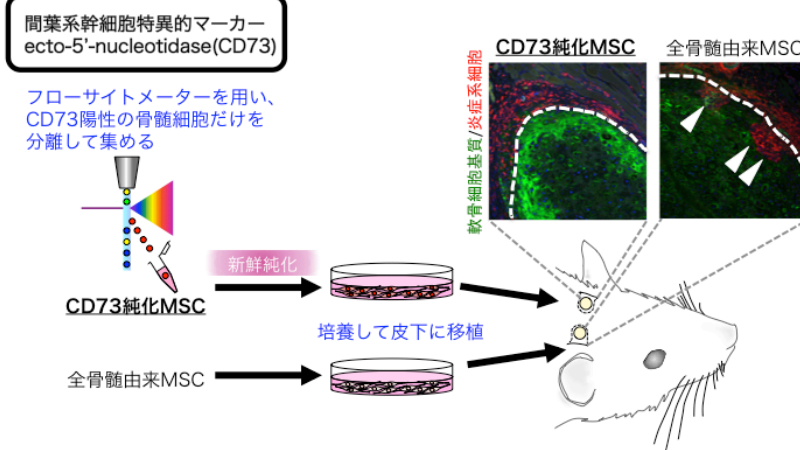 間葉系幹細胞特異的マーカー
ecto-5'-nucleotidase(CD73)
フローサイトメーターを用い、
CD73陽性の骨髄細胞だけを
分離して集める
CD73純化MSC
新鮮純化
全骨髄由来MSC
培養して皮下に移植
軟骨細胞基質/炎症系細胞
CD73純化MSC
全骨髄由来MSC